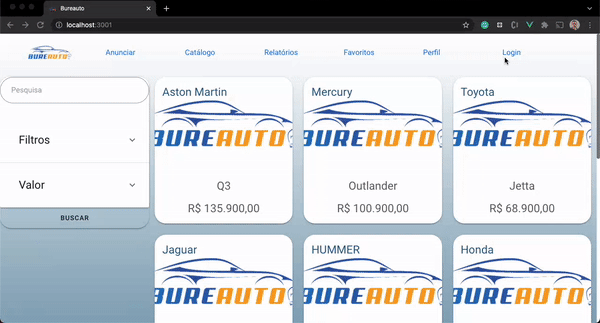 Bureauto
localhost:3001
BUREAUTO
Anunciar
Catálogo
Relatórios
Favoritos
Perfil
Login
Pesquisa
Filtros
Valor
BUSCAR
Aston Martin
BUREAUTO
Q3
R$ 135.900,00
Mercury
BUREAUTO
Outlander
R$ 100.900,00
Toyota
BUREAUTO
Jetta
R$ 68.900,00
Jaguar
BUREAUTO
HUMMER
BUREAUTO
Honda
BUREAUTO